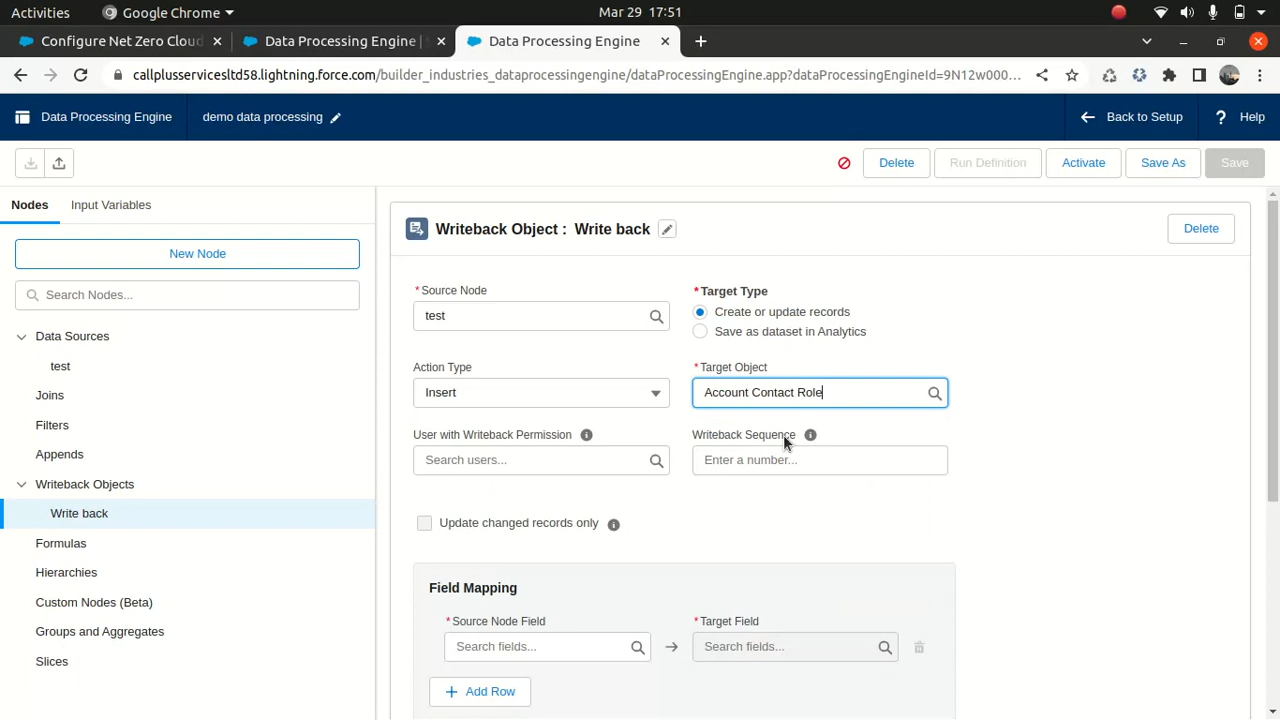 Activities
Google Chrome
Mar 29 17:51
Configure Net Zero Cloud
Data Processing Engine |
Data Processing Engine
callplusservicesltd58.lightning.force.com/builder_industries_dataprocessingengine/dataProcessingEngine.app?dataProcessingEngineId=9N12w000…
Data Processing Engine
demo data processing
Back to Setup
Help
Delete
Run Definition
Activate
Save As
Save
Nodes
Input Variables
New Node
Search Nodes...
Data Sources
test
Joins
Filters
Appends
Writeback Objects
Write back
Formulas
Hierarchies
Custom Nodes (Beta)
Groups and Aggregates
Slices
Writeback Object : Write back
Delete
*Source Node
test
*Target Type
Create or update records
Save as dataset in Analytics
Action Type
Insert
*Target Object
Account Contact Role
User with Writeback Permission
Search users...
Writeback Sequence
Enter a number...
Update changed records only
Field Mapping
*Source Node Field
Search fields...
*Target Field
Search fields...
+ Add Row